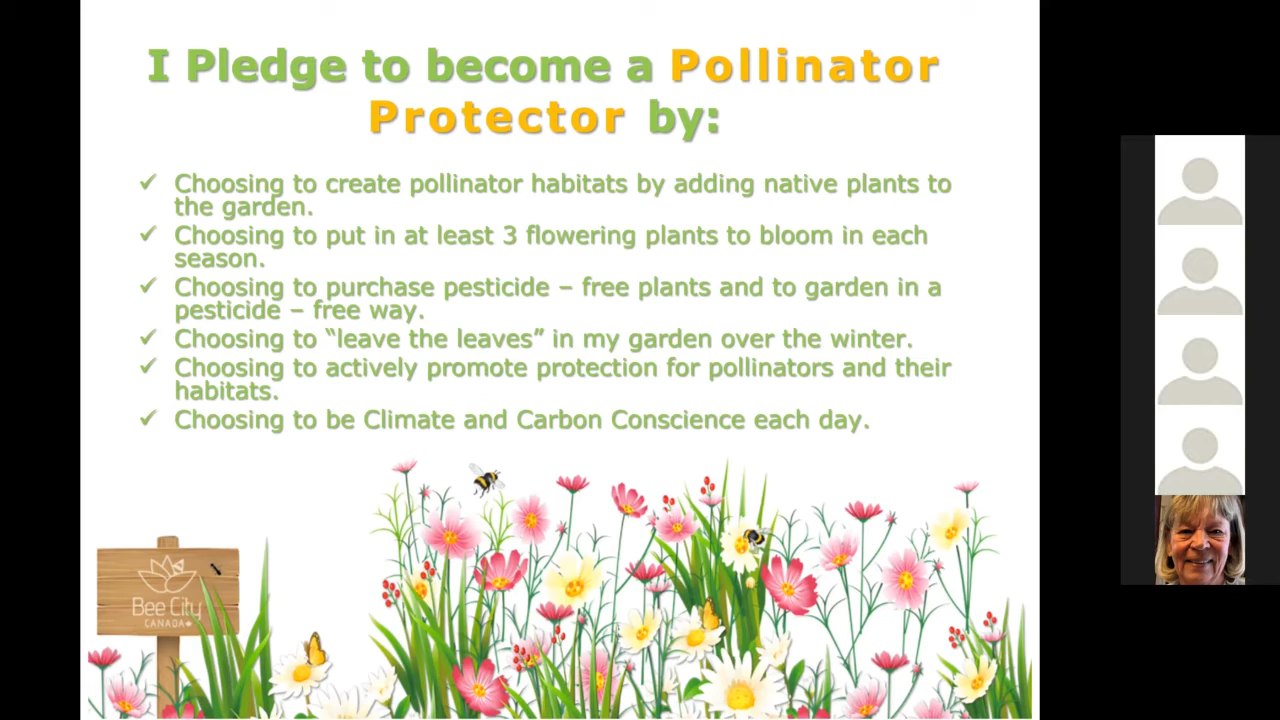 I Pledge to become a Pollinator
Protector by:
✓ Choosing to create pollinator habitats by adding native plants to
the garden.
✓ Choosing to put in at least 3 flowering plants to bloom in each
season.
✓ Choosing to purchase pesticide – free plants and to garden in a
pesticide – free way.
✓ Choosing to “leave the leaves” in my garden over the winter.
✓ Choosing to actively promote protection for pollinators and their
habitats.
✓ Choosing to be Climate and Carbon Conscience each day.
Bee City
CANADA